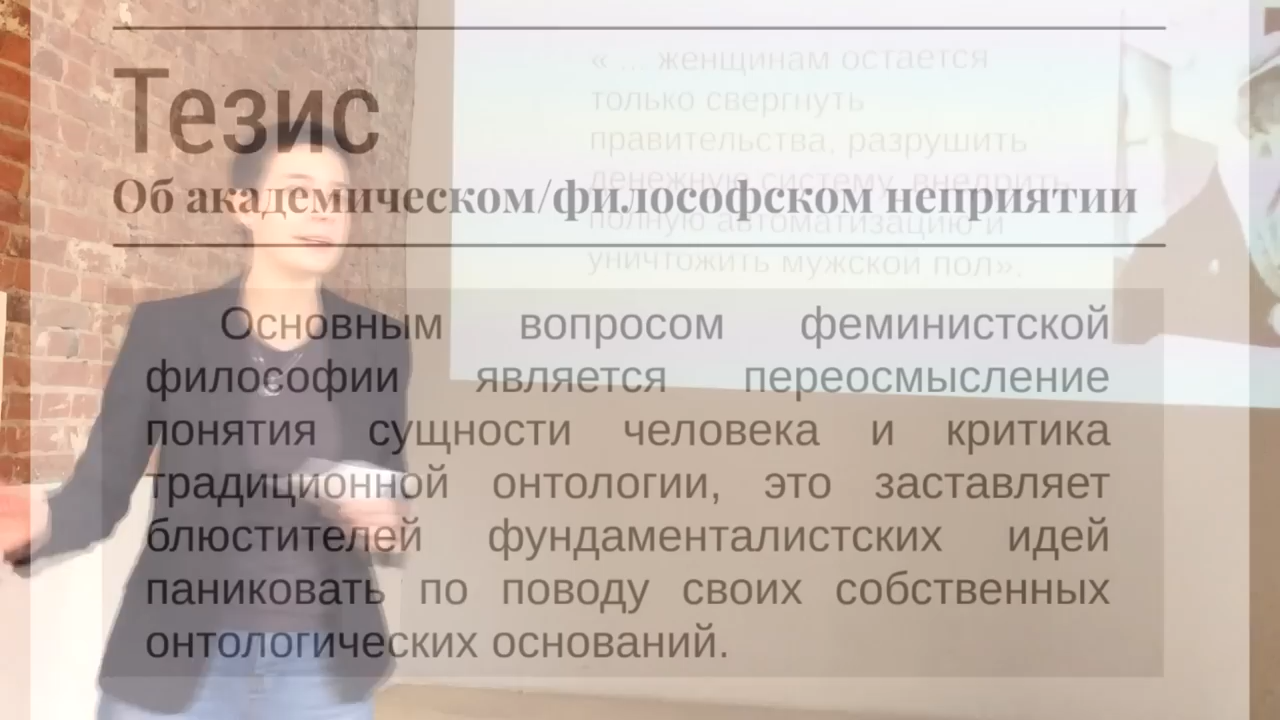 « ... женщинам остается
только свергнуть
правительства, разрушить
денежную систему, внедрить
полную автоматизацию и
уничтожить мужской пол».
Тезис
Об академическом/философском неприятии
Основным вопросом феминистской
философии является переосмысление
понятия сущности человека и критика
традиционной онтологии, это заставляет
блюстителей фундаменталистских идей
паниковать по поводу своих собственных
онтологических оснований.